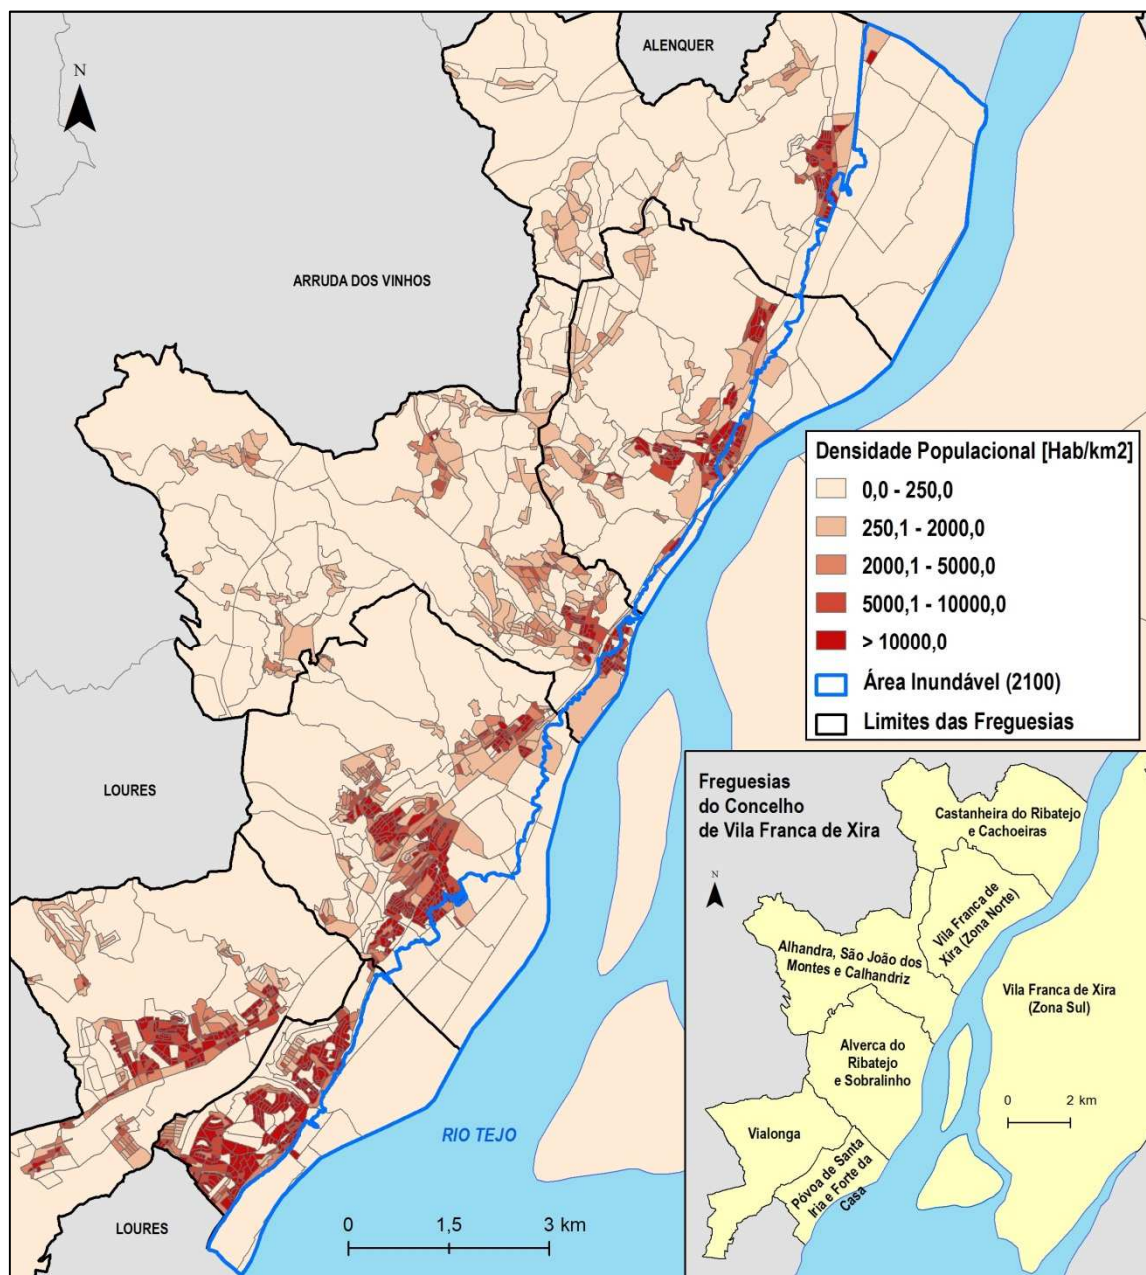 ALENQUER
N
ARRUDA DOS VINHOS
Densidade Populacional [Hab/km2]
0,0 - 250,0
250,1 - 2000,0
2000,1 - 5000,0
5000,1 - 10000,0
> 10000,0
Área Inundável (2100)
Limites das Freguesias
LOURES
RIO TEJO
LOURES
0 1,5 3 km
Freguesias
do Concelho
de Vila Franca de Xira
N
Castanheira do Ribatejo
e Cachoeiras
Vila Franca de
Xira (Zona Norte)
Alhandra, São João dos
Montes e Calhandriz
Vila Franca de Xira
(Zona Sul)
Alverca do
Ribatejo
e Sobralinho
0 2 km
Vialonga
Póvoa de Santa
Iria e Forte da
Casa